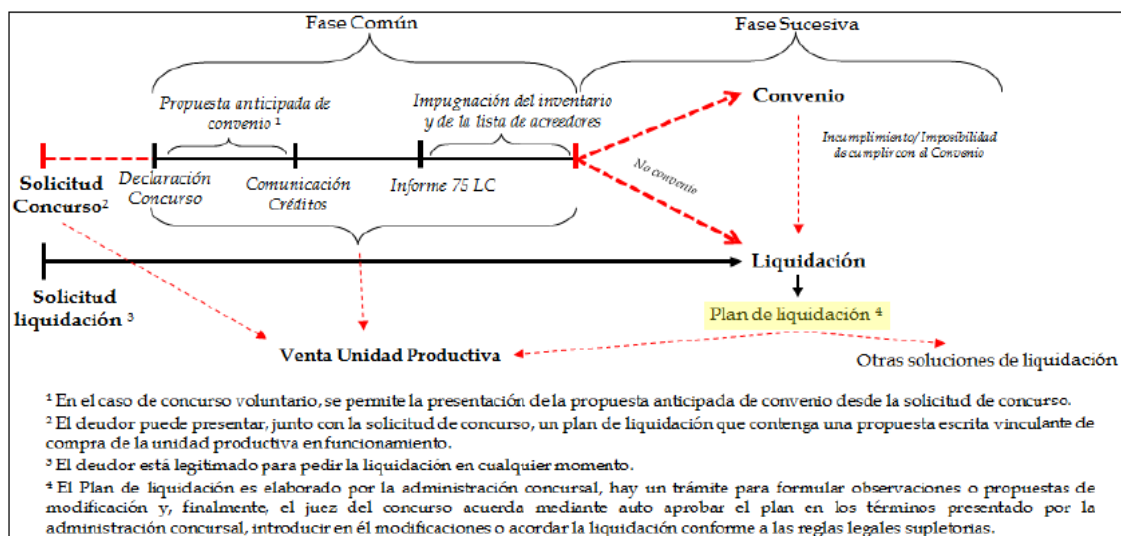 Fase Común
Fase Sucesiva
Propuesta anticipada de
convenio ¹
Impugnación del inventario
y de la lista de acreedores
Convenio
Incumplimiento/Imposibilidad
de cumplir con el Convenio
No convenio
Solicitud
Concurso²
Declaración
Concurso
Comunicación
Créditos
Informe 75 LC
Liquidación
Solicitud
liquidación ³
Plan de liquidación ⁴
Venta Unidad Productiva
Otras soluciones de liquidación
¹ En el caso de concurso voluntario, se permite la presentación de la propuesta anticipada de convenio desde la solicitud de concurso.
² El deudor puede presentar, junto con la solicitud de concurso, un plan de liquidación que contenga una propuesta escrita vinculante de
compra de la unidad productiva en funcionamiento.
³ El deudor está legitimado para pedir la liquidación en cualquier momento.
⁴ El Plan de liquidación es elaborado por la administración concursal, hay un trámite para formular observaciones o propuestas de
modificación y, finalmente, el juez del concurso acuerda mediante auto aprobar el plan en los términos presentado por la
administración concursal, introducir en él modificaciones o acordar la liquidación conforme a las reglas legales supletorias.